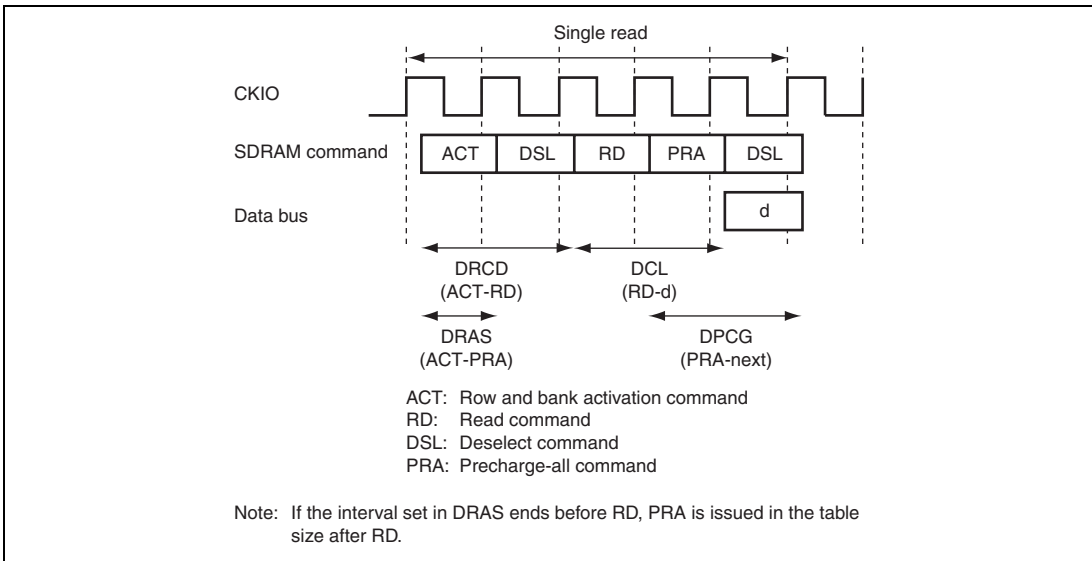 Single read
CKIO
SDRAM command ACT DSL RD PRA DSL
Data bus d
DRCD DCL
(ACT-RD) (RD-d)
DRAS DPCG
(ACT-PRA) (PRA-next)
ACT: Row and bank activation command
RD: Read command
DSL: Deselect command
PRA: Precharge-all command
Note: If the interval set in DRAS ends before RD, PRA is issued in the table
size after RD.